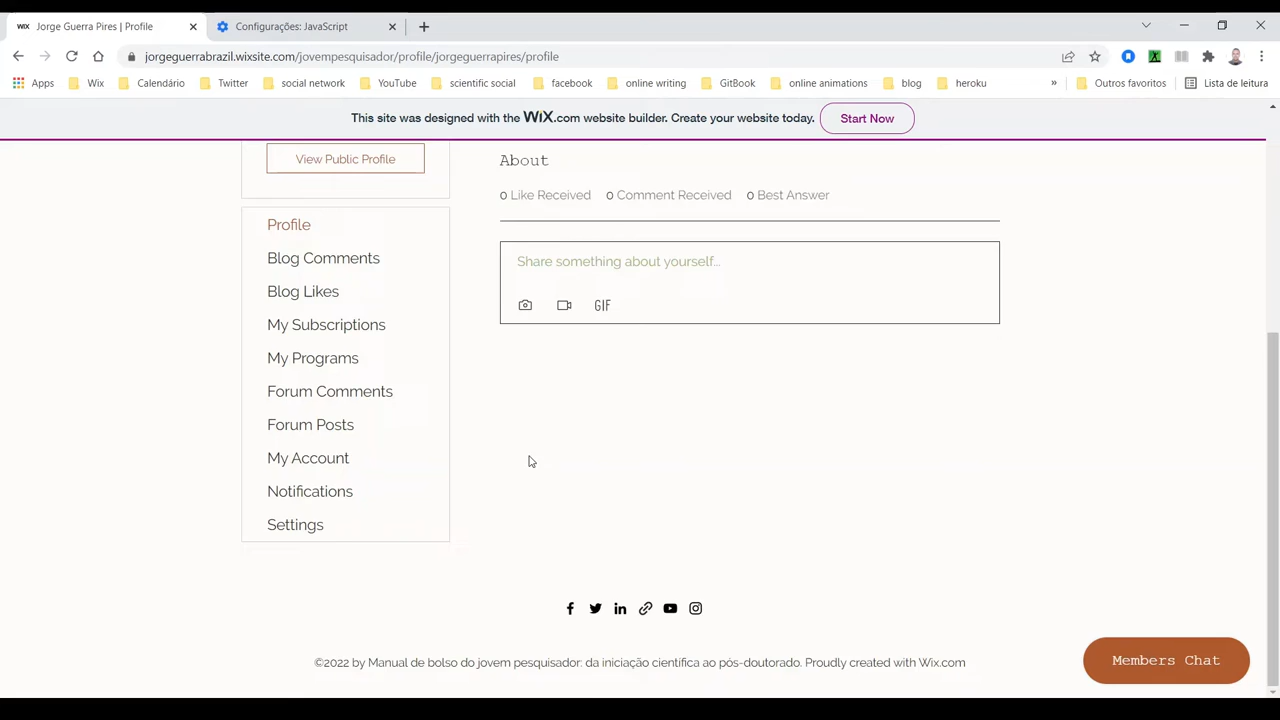 WIX Jorge Guerra Pires | Profile
Configurações: JavaScript
jorgeguerrabrazil.wixsite.com/jovempesquisador/profile/jorgeguerrapires/profile
Apps Wix Calendário Twitter social network YouTube scientific social facebook online writing GitBook online animations blog heroku » Outros favoritos Lista de leitura
This site was designed with the WiX.com website builder. Create your website today. Start Now
View Public Profile
About
0 Like Received 0 Comment Received 0 Best Answer
Profile
Blog Comments
Blog Likes
My Subscriptions
My Programs
Forum Comments
Forum Posts
My Account
Notifications
Settings
Share something about yourself...
GIF
©2022 by Manual de bolso do jovem pesquisador: da iniciação científica ao pós-doutorado. Proudly created with Wix.com
Members Chat